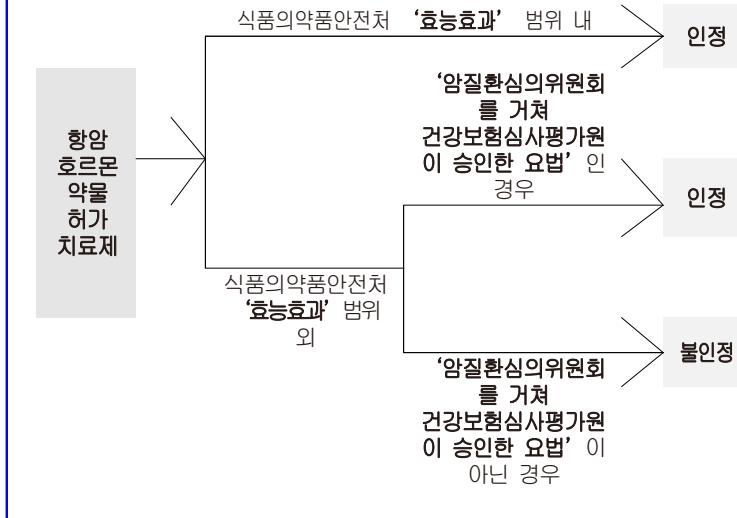 식품의약품안전처 ‘효능효과’ 범위 내
인정
항암
호르몬
약물
허가
치료제
‘암질환심의위원회
를 거쳐
건강보험심사평가원
이 승인한 요법’ 인
경우
인정
식품의약품안전처
‘효능효과’ 범위
외
불인정
‘암질환심의위원회
를 거쳐
건강보험심사평가원
이 승인한 요법’ 이
아닌 경우